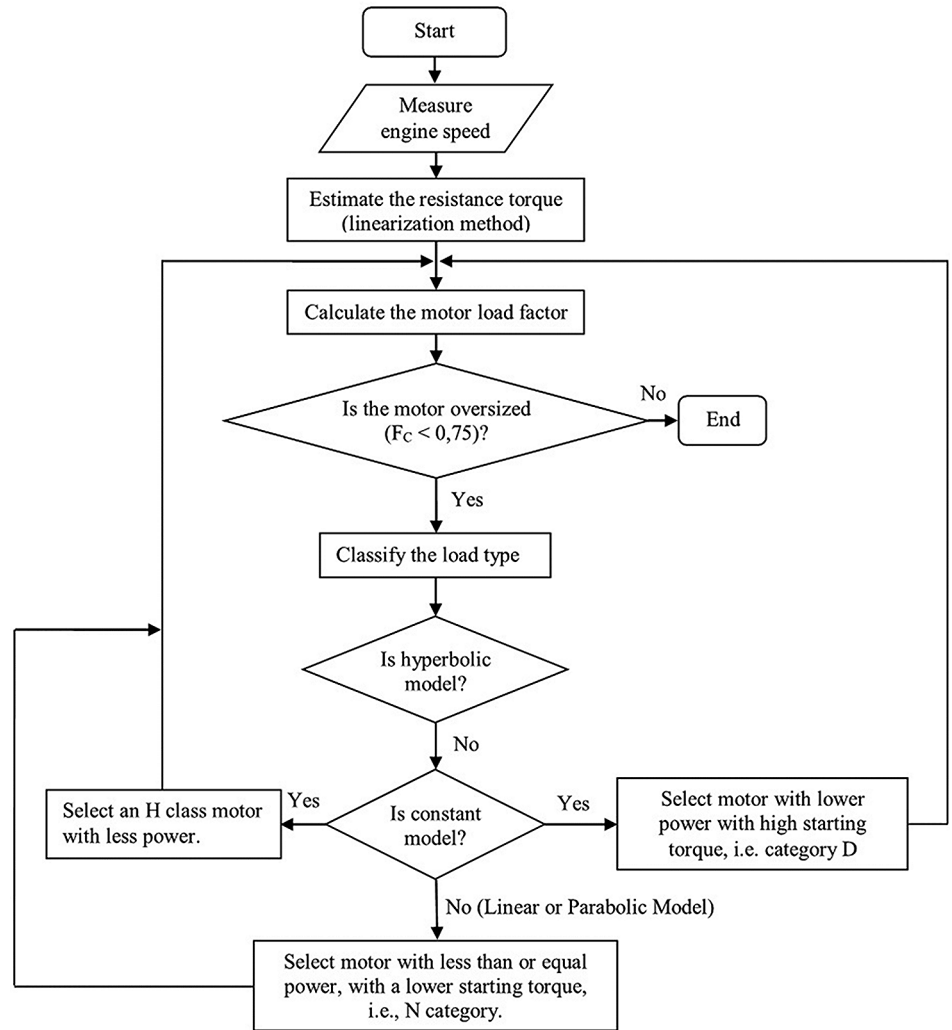 Start
Measure
engine speed
Estimate the resistance torque
(linearization method)
Calculate the motor load factor
Is the motor oversized
(FC < 0,75)?
No
End
Yes
Classify the load type
Is hyperbolic
model?
No
Select an H class motor
with less power.
Yes
Is constant
model?
Yes
Select motor with lower
power with high starting
torque, i.e. category D
No (Linear or Parabolic Model)
Select motor with less than or equal
power, with a lower starting torque,
i.e., N category.